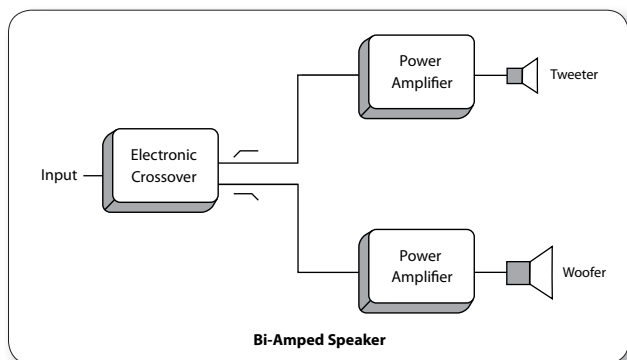 Power
Amplifier
Tweeter
Electronic
Crossover
Input
Power
Amplifier
Woofer
Bi-Amped Speaker